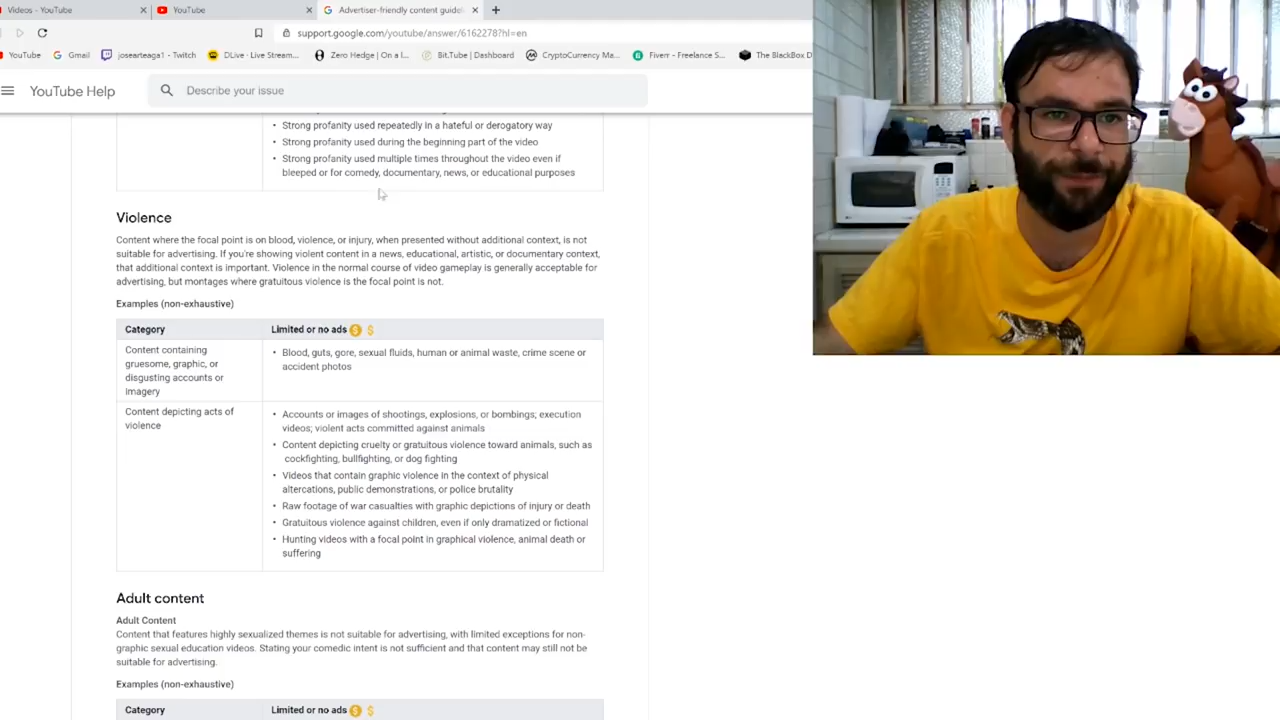 Videos - YouTube
YouTube
Advertiser-friendly content guidel
support.google.com/youtube/answer/6162278?hl=en
YouTube
Gmail
josearteaga1 - Twitch
DLive · Live Stream...
Zero Hedge | On a l...
Bit.Tube | Dashboard
CryptoCurrency Ma...
Fiverr – Freelance S...
The BlackBox D
YouTube Help
Describe your issue
• Strong profanity used repeatedly in a hateful or derogatory way
• Strong profanity used during the beginning part of the video
• Strong profanity used multiple times throughout the video even if
bleeped or for comedy, documentary, news, or educational purposes
Violence
Content where the focal point is on blood, violence, or injury, when presented without additional context, is not
suitable for advertising. If you're showing violent content in a news, educational, artistic, or documentary context,
that additional context is important. Violence in the normal course of video gameplay is generally acceptable for
advertising, but montages where gratuitous violence is the focal point is not.
Examples (non-exhaustive)
Category
Limited or no ads
Content containing
gruesome, graphic, or
disgusting accounts or
imagery
• Blood, guts, gore, sexual fluids, human or animal waste, crime scene or
accident photos
Content depicting acts of
violence
• Accounts or images of shootings, explosions, or bombings; execution
videos; violent acts committed against animals
• Content depicting cruelty or gratuitous violence toward animals, such as
cockfighting, bullfighting, or dog fighting
• Videos that contain graphic violence in the context of physical
altercations, public demonstrations, or police brutality
• Raw footage of war casualties with graphic depictions of injury or death
• Gratuitous violence against children, even if only dramatized or fictional
• Hunting videos with a focal point in graphical violence, animal death or
suffering
Adult content
Adult Content
Content that features highly sexualized themes is not suitable for advertising, with limited exceptions for non-
graphic sexual education videos. Stating your comedic intent is not sufficient and that content may still not be
suitable for advertising.
Examples (non-exhaustive)
Category
Limited or no ads